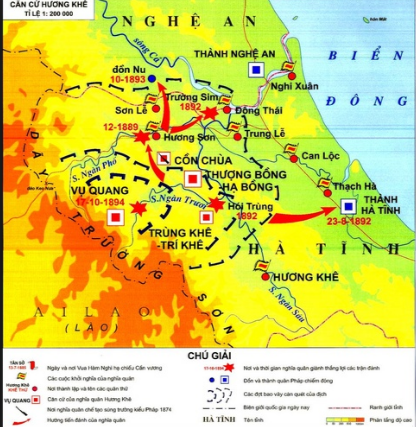 CĂN CỨ HƯƠNG KHÊ
TỈ LỆ 1: 200 000
NGHỆ AN
sông Cả
THÀNH NGHỆ AN
đồn Nu
10-1893
BIỂN
ĐÔNG
Nghi Xuân
Trường Sim
1892
Sơn Lễ
Đông Thái
12-1889
Hương Sơn
Trung Lễ
CỒN CHÙA
Can Lộc
S. Ngàn Phố
THƯỢNG BỒNG
HẠ BỒNG
VỤ QUANG
17-10-1894
S.Ngàn Trươi
Thạch Hà
THÀNH
HÀ TĨNH
23-8-1892
Hói Trùng
1892
TRÙNG KHÊ
-TRÍ KHÊ
DÃY TRƯỜNG SƠN
HÀ TĨNH
HƯƠNG KHÊ
S. Ngàn Sâu
AI LAO
(LÀO)
CHÚ GIẢI
Ngày và nơi Vua Hàm Nghi hạ chiếu Cần vương
Các cuộc khởi nghĩa của nghĩa quân
Hương Khê
Nơi thành lập và tên các quân thứ
VỤ QUANG
Căn cứ của nghĩa quân Hương Khê
Nơi nghĩa quân chế tạo súng trường kiểu Pháp 1874
Hướng tiến đánh của nghĩa quân
Nơi và thời gian nghĩa quân giành thắng lợi các trận đánh
Đồn và thành quân Pháp chiếm đóng
Các đợt bao vây càn quét của địch
Biên giới quốc gia ngày nay
Ranh giới tỉnh
HÀ TĨNH
Tên tỉnh
Phân tầng độ cao